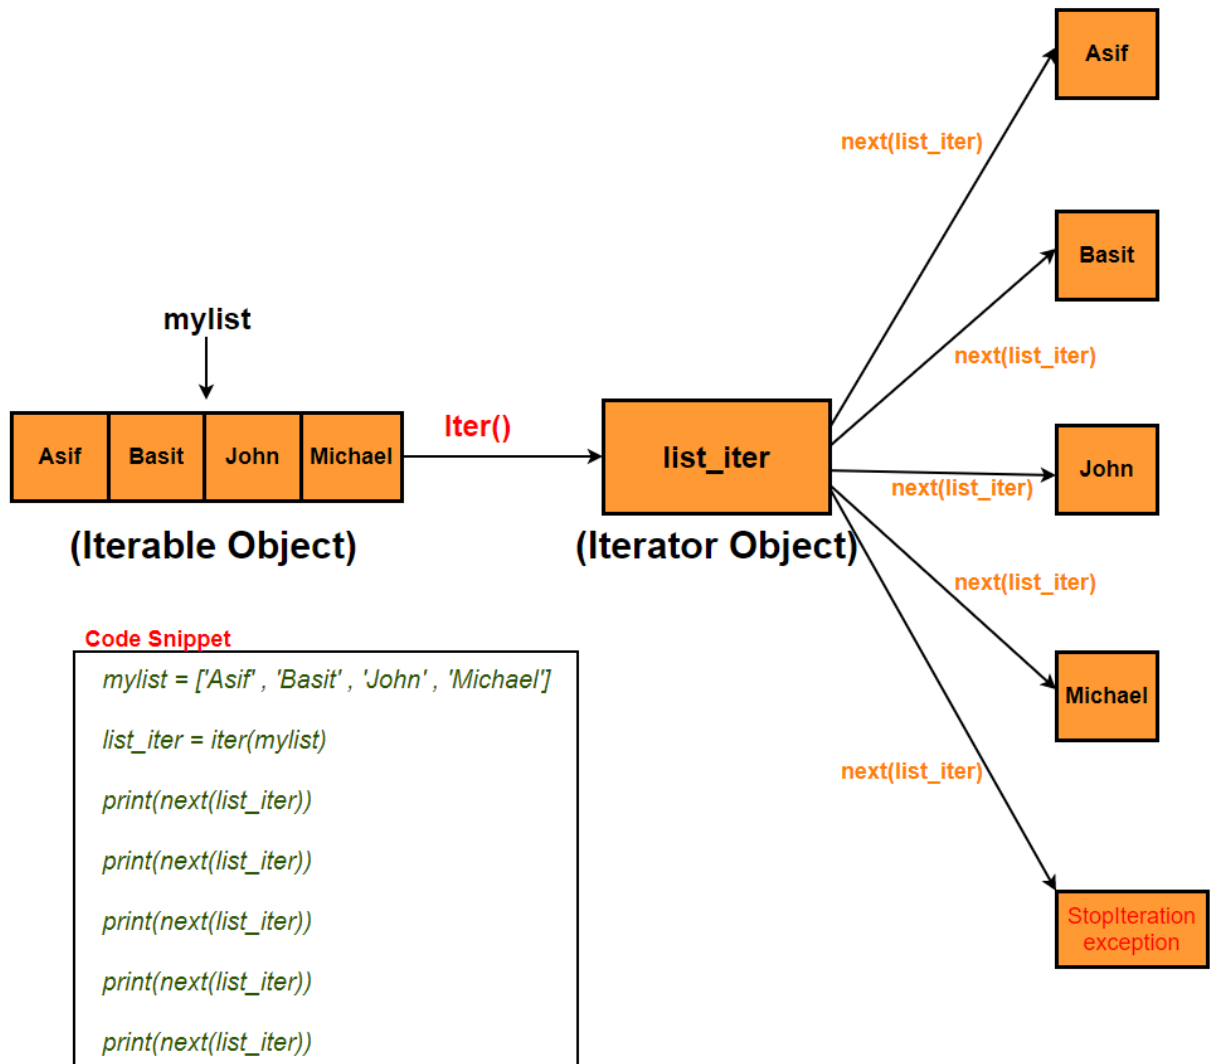 mylist
Asif
Basit
John
Michael
(Iterable Object)
Iter()
list_iter
(Iterator Object)
next(list_iter)
Asif
next(list_iter)
Basit
next(list_iter)
John
next(list_iter)
Michael
next(list_iter)
StopIteration
exception
Code Snippet
mylist = ['Asif' , 'Basit' , 'John' , 'Michael']
list_iter = iter(mylist)
print(next(list_iter))
print(next(list_iter))
print(next(list_iter))
print(next(list_iter))
print(next(list_iter))